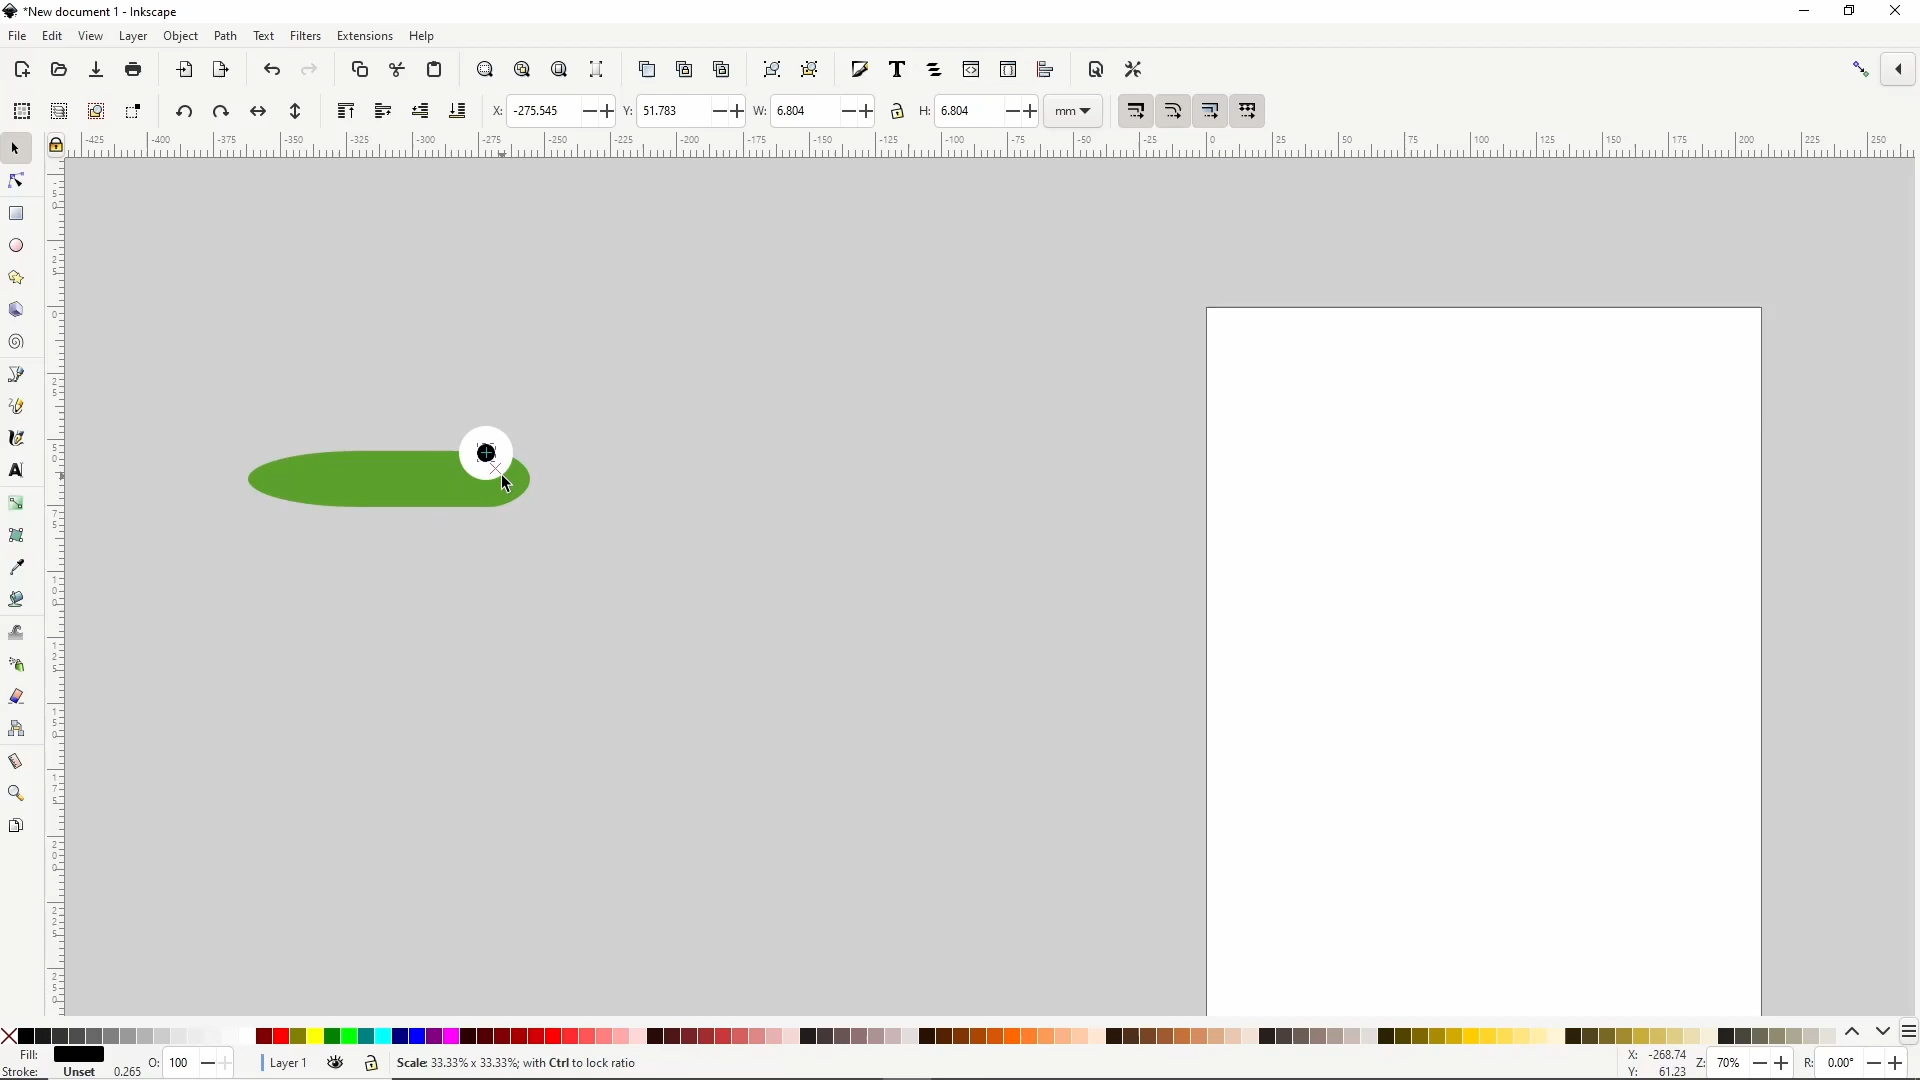 *New document 1 - Inkscape
File Edit View Layer Object Path Text Filters Extensions Help
X: -275.545 Y: 51.783 W: 6.804 H: 6.804 mm
-425 -400 -375 -350 -325 -300 -275 -250 -225 -200 -175 -150 -125 -100 -75 -50 -25 0 25 50 75 100 125 150 175 200 225 250
Fill: O: 100 Layer 1 Scale: 33.33% x 33.33%; with Ctrl to lock ratio X: -268.74 Z: 70% R: 0.00°
Stroke: Unset 0.265 Y: 61.23